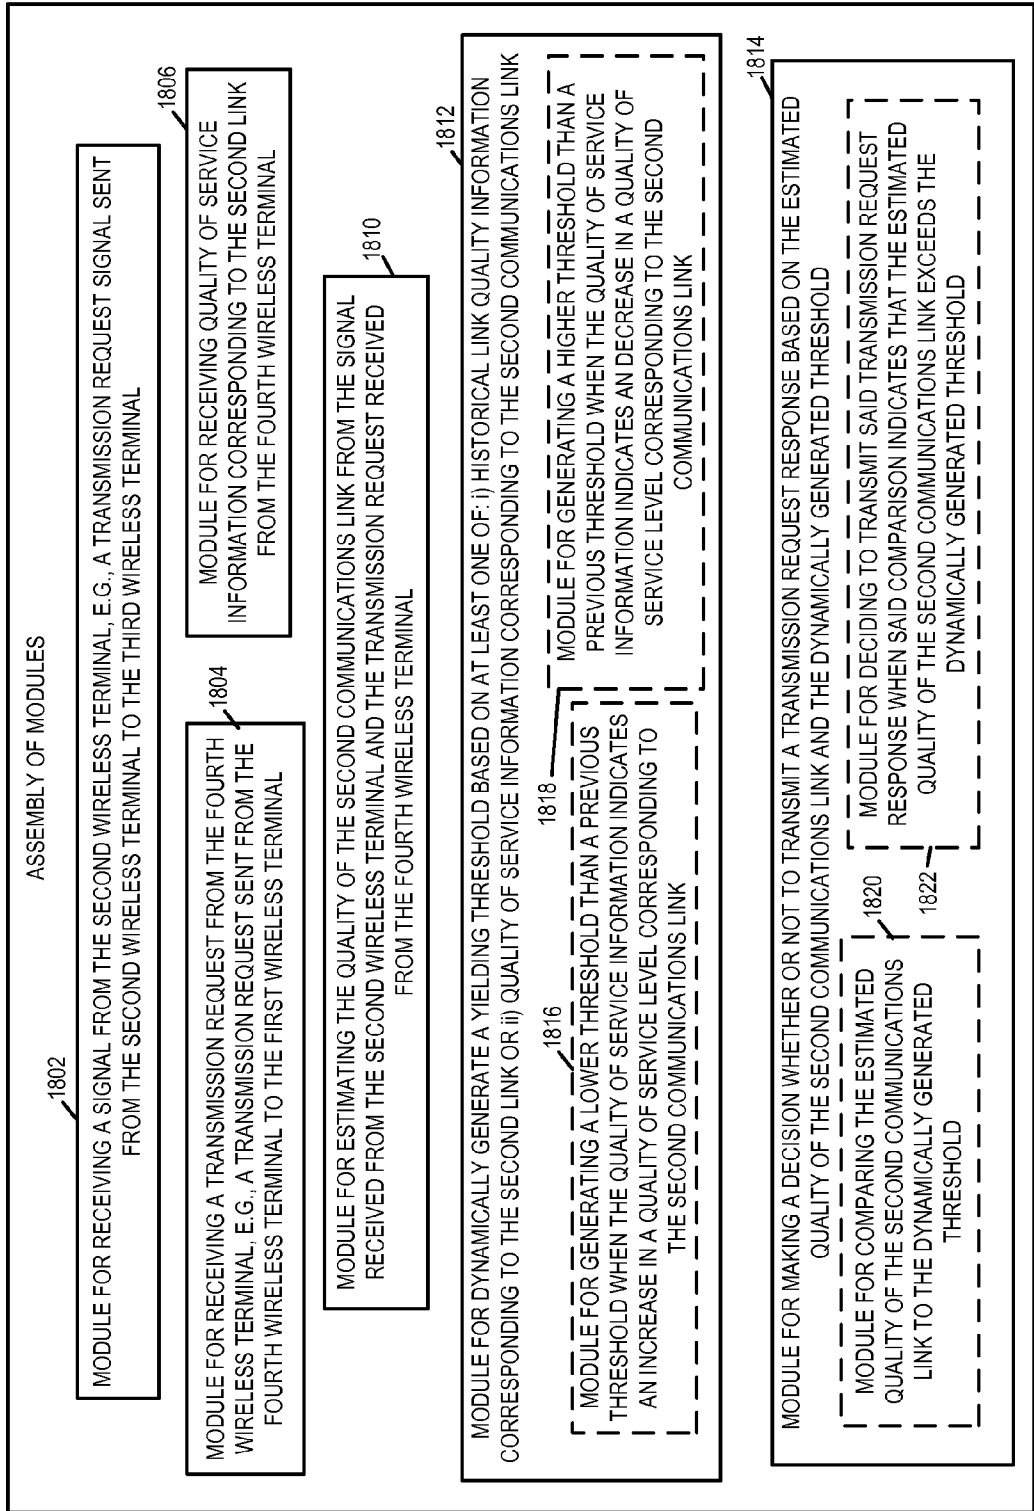 ASSEMBLY OF MODULES
1802
MODULE FOR RECEIVING A SIGNAL FROM THE SECOND WIRELESS TERMINAL, E.G., A TRANSMISSION REQUEST SIGNAL SENT
FROM THE SECOND WIRELESS TERMINAL TO THE THIRD WIRELESS TERMINAL
1804
MODULE FOR RECEIVING A TRANSMISSION REQUEST FROM THE FOURTH
WIRELESS TERMINAL, E.G., A TRANSMISSION REQUEST SENT FROM THE
FOURTH WIRELESS TERMINAL TO THE FIRST WIRELESS TERMINAL
1806
MODULE FOR RECEIVING QUALITY OF SERVICE
INFORMATION CORRESPONDING TO THE SECOND LINK
FROM THE FOURTH WIRELESS TERMINAL
1810
MODULE FOR ESTIMATING THE QUALITY OF THE SECOND COMMUNICATIONS LINK FROM THE SIGNAL
RECEIVED FROM THE SECOND WIRELESS TERMINAL AND THE TRANSMISSION REQUEST RECEIVED
FROM THE FOURTH WIRELESS TERMINAL
1812
MODULE FOR DYNAMICALLY GENERATE A YIELDING THRESHOLD BASED ON AT LEAST ONE OF: i) HISTORICAL LINK QUALITY INFORMATION
CORRESPONDING TO THE SECOND LINK OR ii) QUALITY OF SERVICE INFORMATION CORRESPONDING TO THE SECOND COMMUNICATIONS LINK
1816
MODULE FOR GENERATING A LOWER THRESHOLD THAN A PREVIOUS
THRESHOLD WHEN THE QUALITY OF SERVICE INFORMATION INDICATES
AN INCREASE IN A QUALITY OF SERVICE LEVEL CORRESPONDING TO
THE SECOND COMMUNICATIONS LINK
1818
MODULE FOR GENERATING A HIGHER THRESHOLD THAN A
PREVIOUS THRESHOLD WHEN THE QUALITY OF SERVICE
INFORMATION INDICATES AN DECREASE IN A QUALITY OF
SERVICE LEVEL CORRESPONDING TO THE SECOND
COMMUNICATIONS LINK
1814
MODULE FOR MAKING A DECISION WHETHER OR NOT TO TRANSMIT A TRANSMISSION REQUEST RESPONSE BASED ON THE ESTIMATED
QUALITY OF THE SECOND COMMUNICATIONS LINK AND THE DYNAMICALLY GENERATED THRESHOLD
1820
MODULE FOR COMPARING THE ESTIMATED
QUALITY OF THE SECOND COMMUNICATIONS
LINK TO THE DYNAMICALLY GENERATED
THRESHOLD
1822
MODULE FOR DECIDING TO TRANSMIT SAID TRANSMISSION REQUEST
RESPONSE WHEN SAID COMPARISON INDICATES THAT THE ESTIMATED
QUALITY OF THE SECOND COMMUNICATIONS LINK EXCEEDS THE
DYNAMICALLY GENERATED THRESHOLD